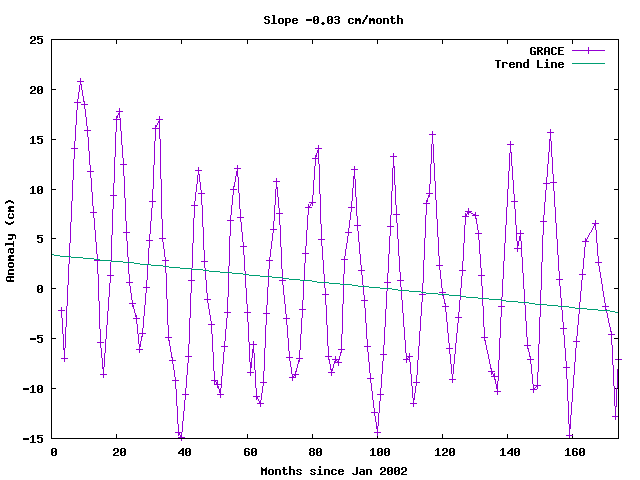 Slope -0.03 cm/month
GRACE
Trend Line
Anomaly (cm)
25
20
15
10
5
0
-5
-10
-15
0 20 40 60 80 100 120 140 160
Months since Jan 2002